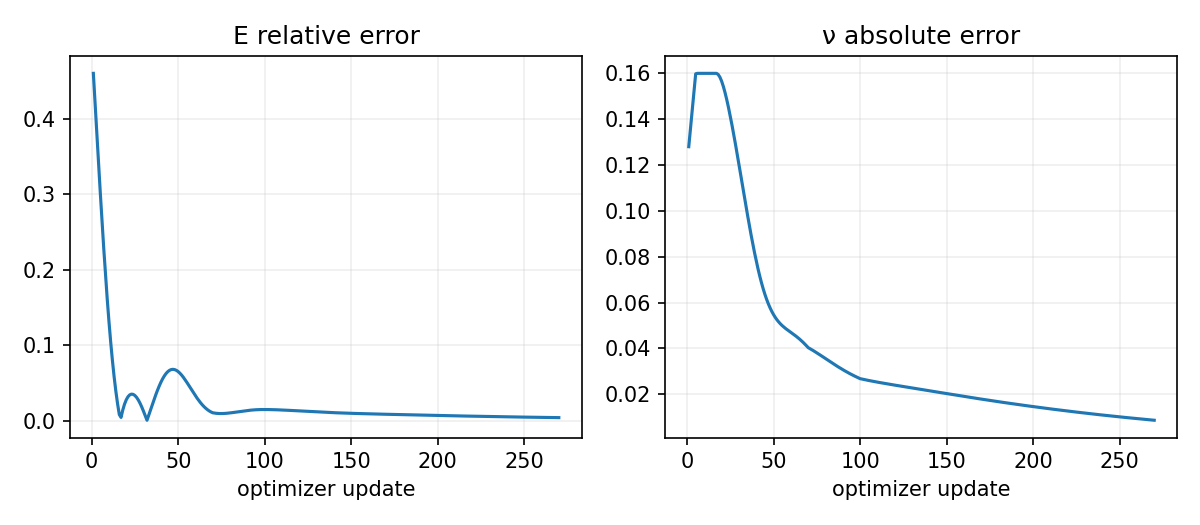 E relative error
0.4
0.3
0.2
0.1
0.0
0 50 100 150 200 250
optimizer update
ν absolute error
0.16
0.14
0.12
0.10
0.08
0.06
0.04
0.02
0 50 100 150 200 250
optimizer update